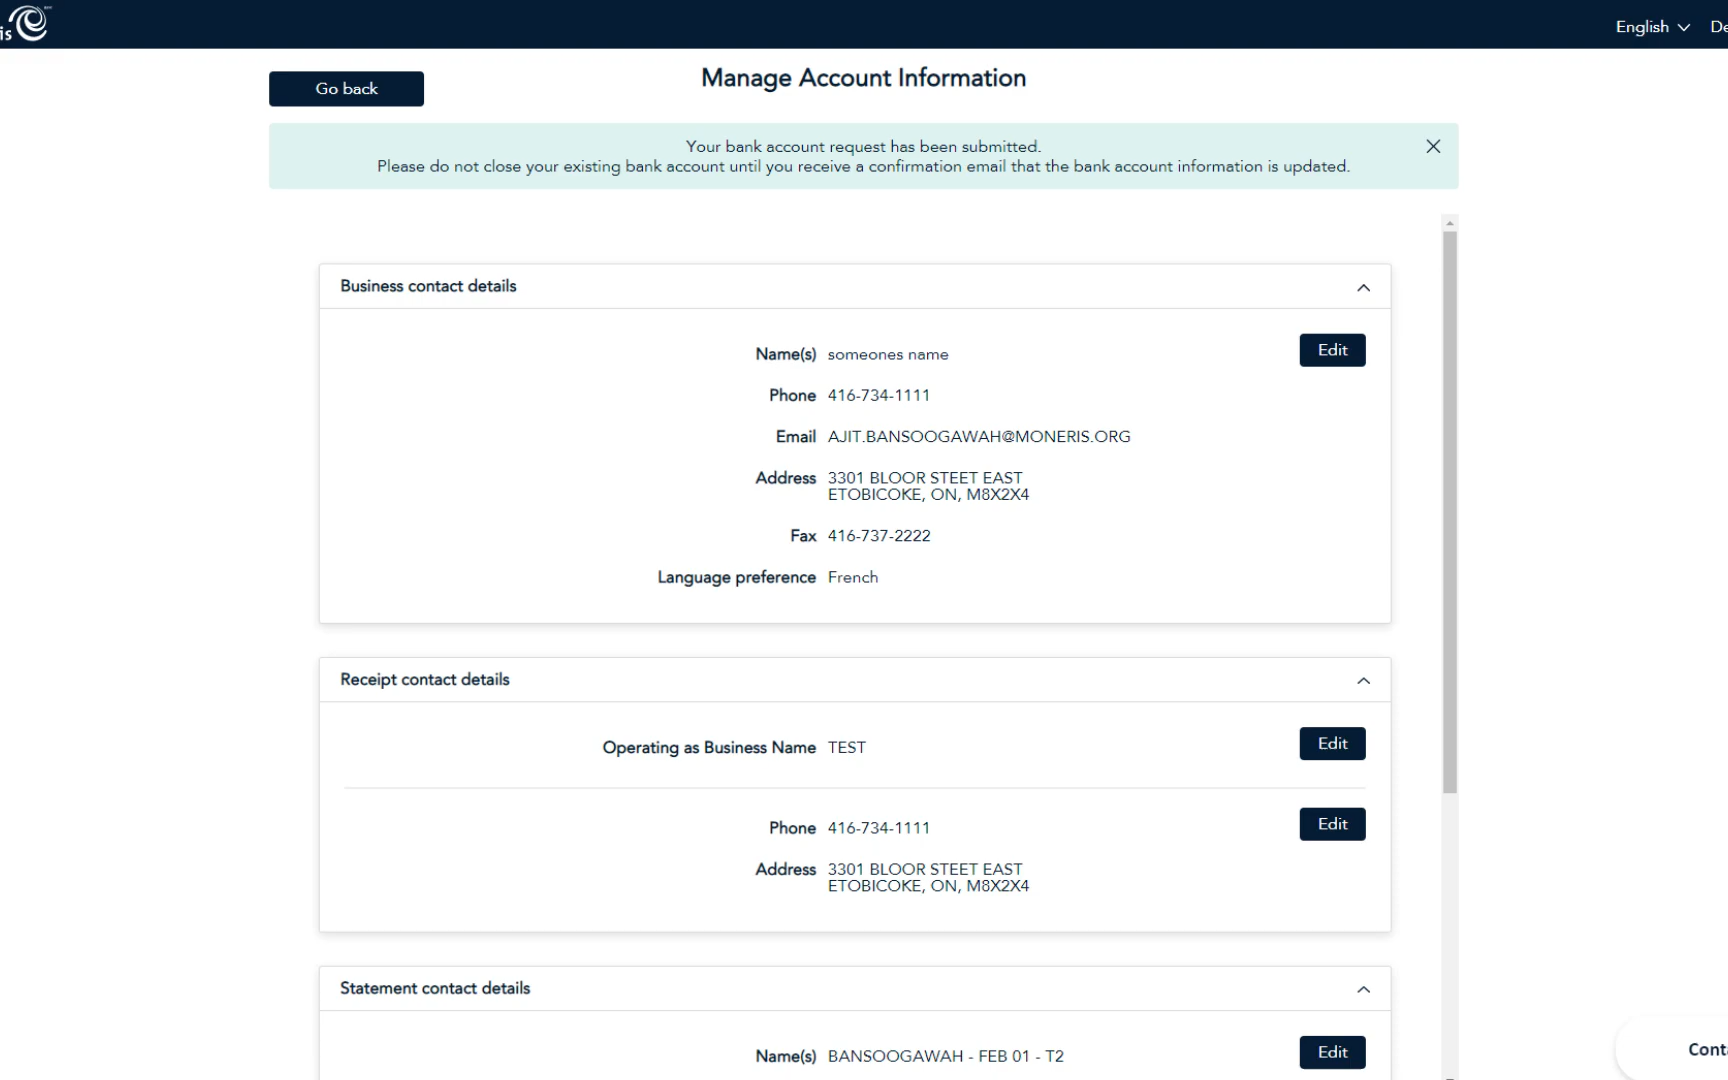 is
English
De
Go back
Manage Account Information
Your bank account request has been submitted.
Please do not close your existing bank account until you receive a confirmation email that the bank account information is updated.
Business contact details
Name(s) someones name
Edit
Phone 416-734-1111
Email AJIT.BANSOOGAWAH@MONERIS.ORG
Address 3301 BLOOR STEET EAST
ETOBICOKE, ON, M8X2X4
Fax 416-737-2222
Language preference French
Receipt contact details
Operating as Business Name TEST
Edit
Phone 416-734-1111
Edit
Address 3301 BLOOR STEET EAST
ETOBICOKE, ON, M8X2X4
Statement contact details
Name(s) BANSOOGAWAH - FEB 01 - T2
Edit
Cont